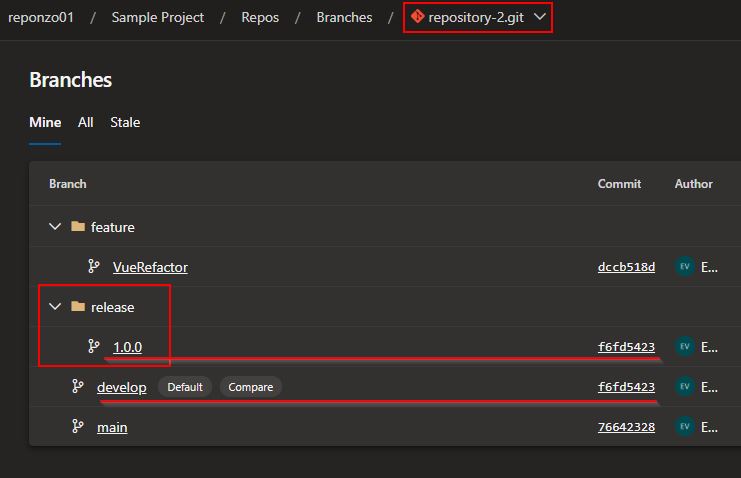 reponzo01 / Sample Project / Repos / Branches / repository-2.git
Branches
Mine All Stale
Branch Commit Author
feature
VueRefactor dccb518d EV E...
release
1.0.0 f6fd5423 EV E...
develop Default Compare f6fd5423 EV E...
main 76642328 EV E...